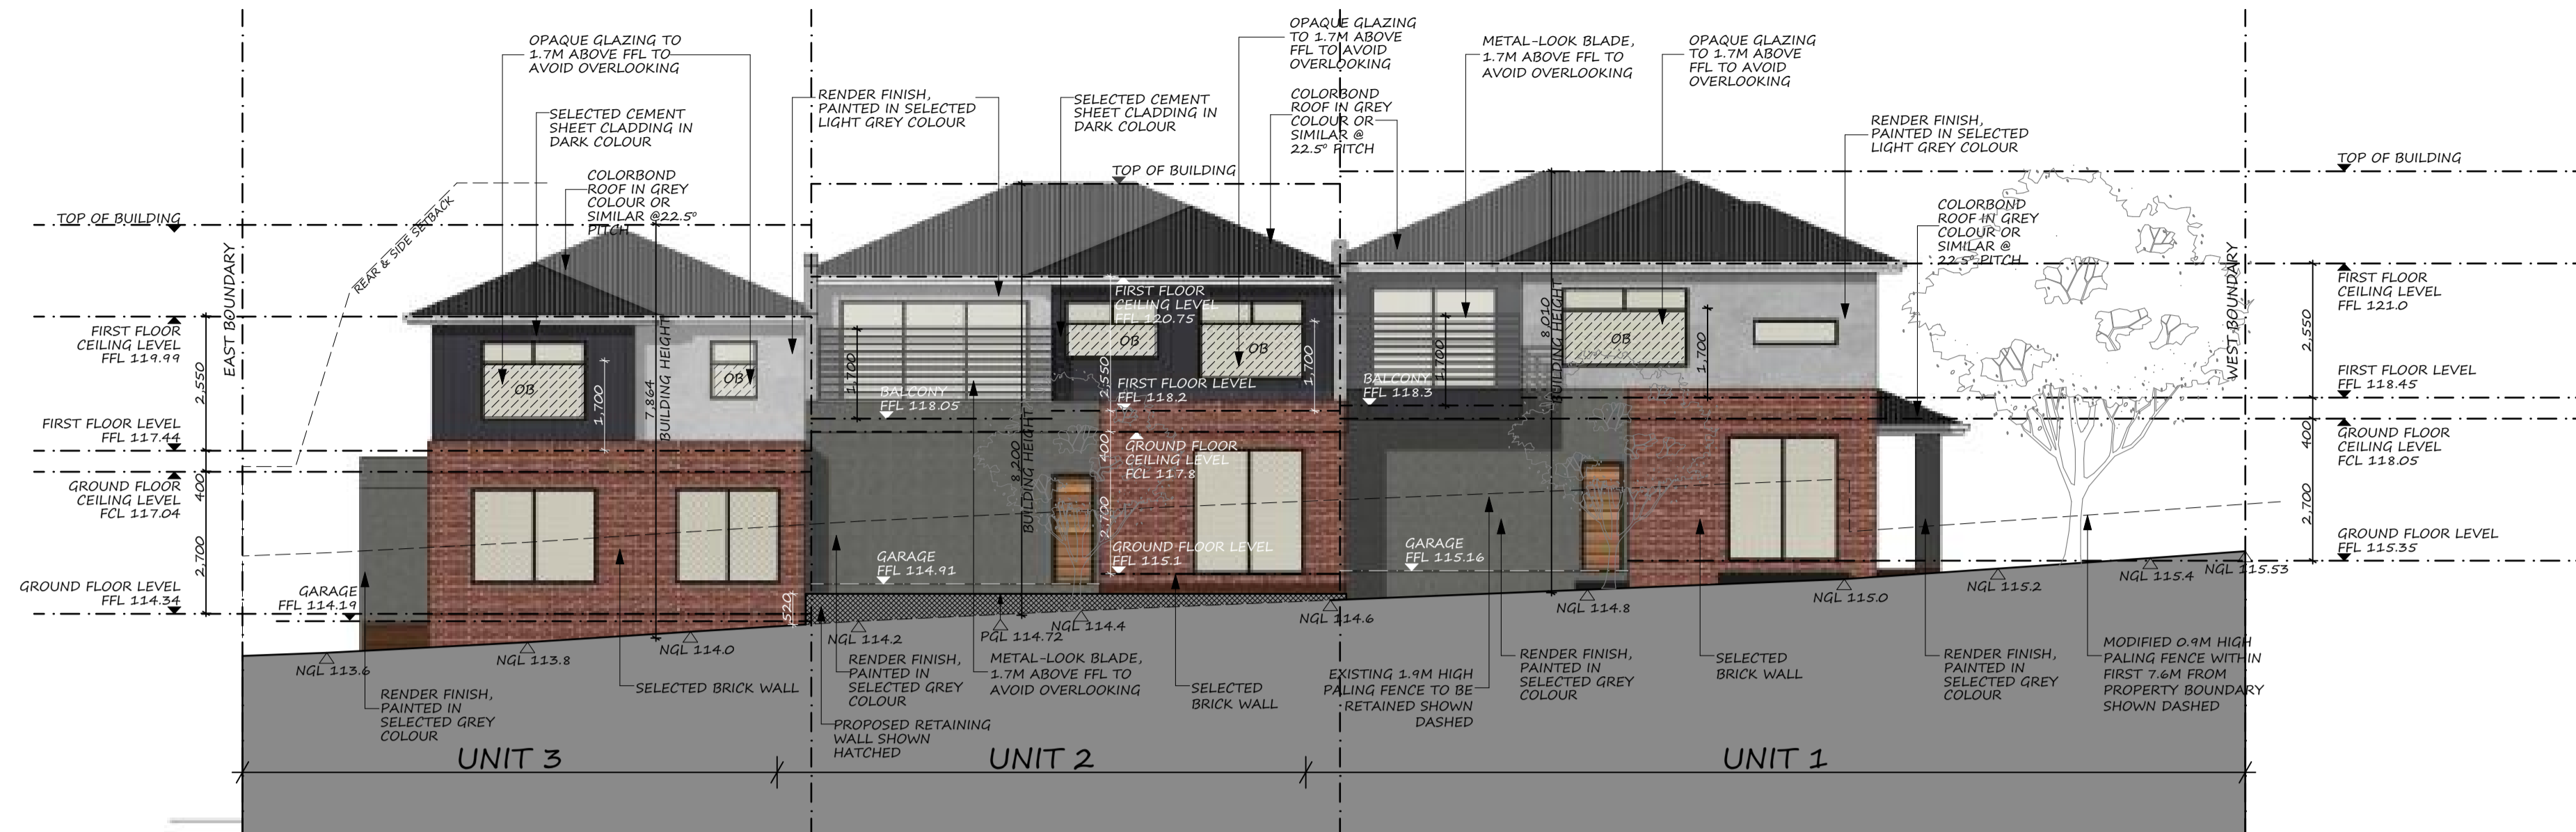 OPAQUE GLAZING TO
1.7M ABOVE FFL TO
AVOID OVERLOOKING
SELECTED CEMENT
SHEET CLADDING IN
DARK COLOUR
COLORBOND
ROOF IN GREY
COLOUR OR
SIMILAR @22.5°
PITCH
RENDER FINISH,
PAINTED IN SELECTED
LIGHT GREY COLOUR
SELECTED CEMENT
SHEET CLADDING IN
DARK COLOUR
OPAQUE GLAZING
TO 1.7M ABOVE
FFL TO AVOID
OVERLOOKING
COLORBOND
ROOF IN GREY
COLOUR OR
SIMILAR @
22.5° PITCH
METAL-LOOK BLADE,
1.7M ABOVE FFL TO
AVOID OVERLOOKING
OPAQUE GLAZING
TO 1.7M ABOVE
FFL TO AVOID
OVERLOOKING
RENDER FINISH,
PAINTED IN SELECTED
LIGHT GREY COLOUR
COLORBOND
ROOF IN GREY
COLOUR OR
SIMILAR @
22.5° PITCH
TOP OF BUILDING
TOP OF BUILDING
TOP OF BUILDING
EAST BOUNDARY
REAR & SIDE SETBACK
WEST BOUNDARY
FIRST FLOOR
CEILING LEVEL
FFL 119.99
2,550
FIRST FLOOR LEVEL
FFL 117.44
400
GROUND FLOOR
CEILING LEVEL
FCL 117.04
2,700
GROUND FLOOR LEVEL
FFL 114.34
GARAGE
FFL 114.19
OB
OB
1,700
7,864
BUILDING HEIGHT
520
1,700
BALCONY
FFL 118.05
FIRST FLOOR
CEILING LEVEL
FFL 120.75
OB
OB
2,550
1,700
FIRST FLOOR LEVEL
FFL 118.2
8,200
BUILDING HEIGHT
400
GROUND FLOOR
CEILING LEVEL
FCL 117.8
2,700
GROUND FLOOR LEVEL
FFL 115.1
GARAGE
FFL 114.91
BALCONY
FFL 118.3
1,700
8,010
BUILDING HEIGHT
OB
1,700
GARAGE
FFL 115.16
FIRST FLOOR
CEILING LEVEL
FFL 121.0
2,550
FIRST FLOOR LEVEL
FFL 118.45
400
GROUND FLOOR
CEILING LEVEL
FCL 118.05
2,700
GROUND FLOOR LEVEL
FFL 115.35
NGL 113.6
NGL 113.8
NGL 114.0
NGL 114.2
PGL 114.72
NGL 114.4
NGL 114.6
NGL 114.8
NGL 115.0
NGL 115.2
NGL 115.4
NGL 115.53
RENDER FINISH,
PAINTED IN
SELECTED GREY
COLOUR
SELECTED BRICK WALL
RENDER FINISH,
PAINTED IN
SELECTED GREY
COLOUR
PROPOSED RETAINING
WALL SHOWN
HATCHED
METAL-LOOK BLADE,
1.7M ABOVE FFL TO
AVOID OVERLOOKING
SELECTED
BRICK WALL
EXISTING 1.9M HIGH
PALING FENCE TO BE
RETAINED SHOWN
DASHED
RENDER FINISH,
PAINTED IN
SELECTED GREY
COLOUR
SELECTED
BRICK WALL
RENDER FINISH,
PAINTED IN
SELECTED GREY
COLOUR
MODIFIED 0.9M HIGH
PALING FENCE WITHIN
FIRST 7.6M FROM
PROPERTY BOUNDARY
SHOWN DASHED
UNIT 3
UNIT 2
UNIT 1